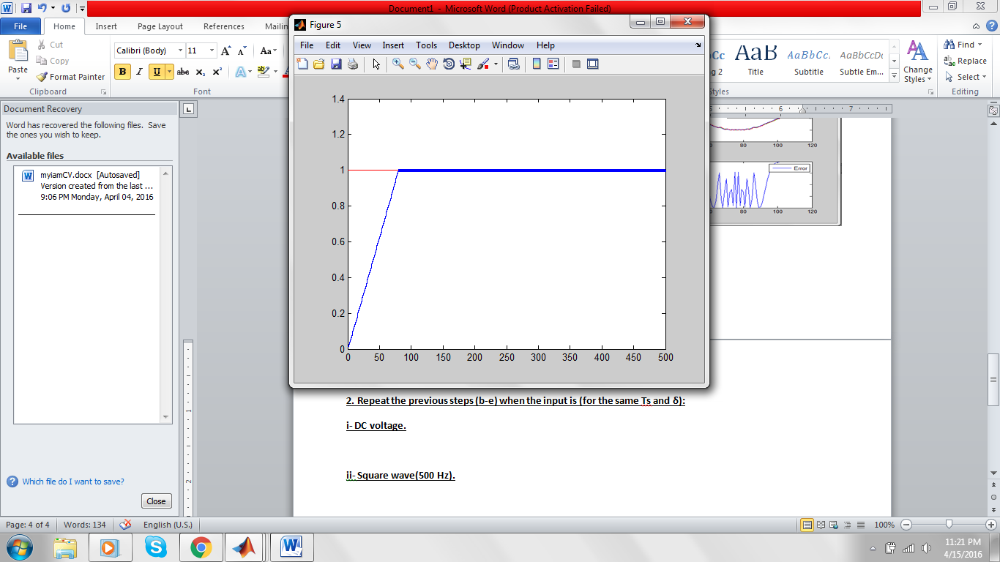 Document1 - Microsoft Word (Product Activation Failed)
File Home Insert Page Layout References
Cut
Copy
Format Painter
Paste
Clipboard
Calibri (Body) 11
Aa
B I U abc x₂ x²
Font
Title
Subtitle
Subtle Em...
AaB
AaBbCc.
AaBbCcDc
Change Styles
Find
Replace
Select
Editing
Document Recovery
Word has recovered the following files. Save
the ones you wish to keep.
Available files
myiamCV.docx [Autosaved]
Version created from the last ...
9:06 PM Monday, April 04, 2016
Which file do I want to save?
Close
Figure 5
File Edit View Insert Tools Desktop Window Help
1.4
1.2
1
0.8
0.6
0.4
0.2
0
0 50 100 150 200 250 300 350 400 450 500
6 7
80 100 120
Error
80 100 120
2. Repeat the previous steps (b-e) when the input is (for the same Ts and δ):
i- DC voltage.
ii- Square wave(500 Hz).
1
2
Page: 4 of 4 Words: 134 English (U.S.)
100%
11:21 PM
4/15/2016